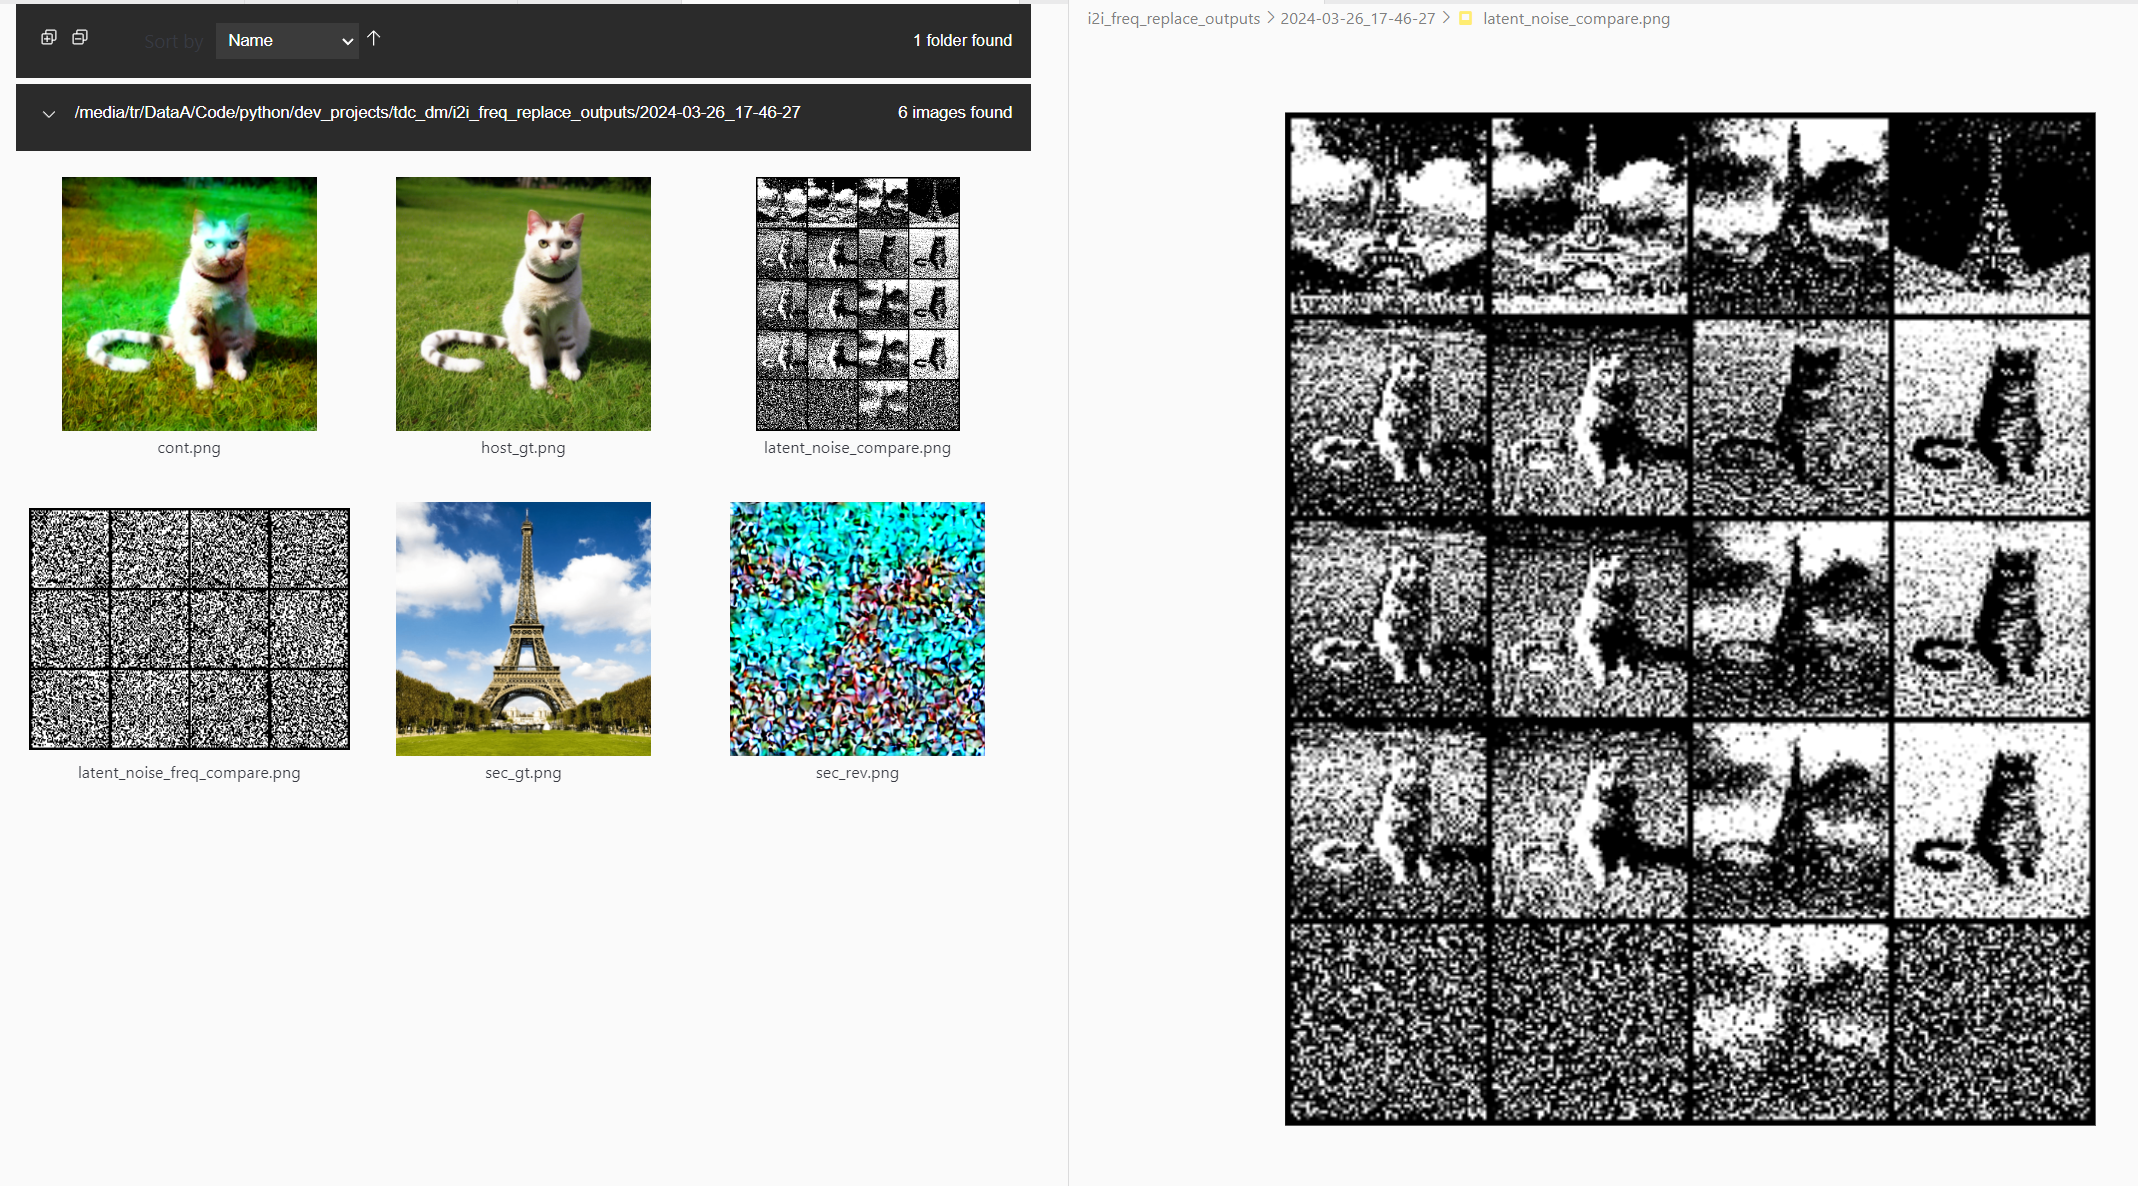 Sort by
Name
1 folder found
/media/tr/DataA/Code/python/dev_projects/tdc_dm/i2i_freq_replace_outputs/2024-03-26_17-46-27
6 images found
cont.png
host_gt.png
latent_noise_compare.png
latent_noise_freq_compare.png
sec_gt.png
sec_rev.png
i2i_freq_replace_outputs > 2024-03-26_17-46-27 > latent_noise_compare.png